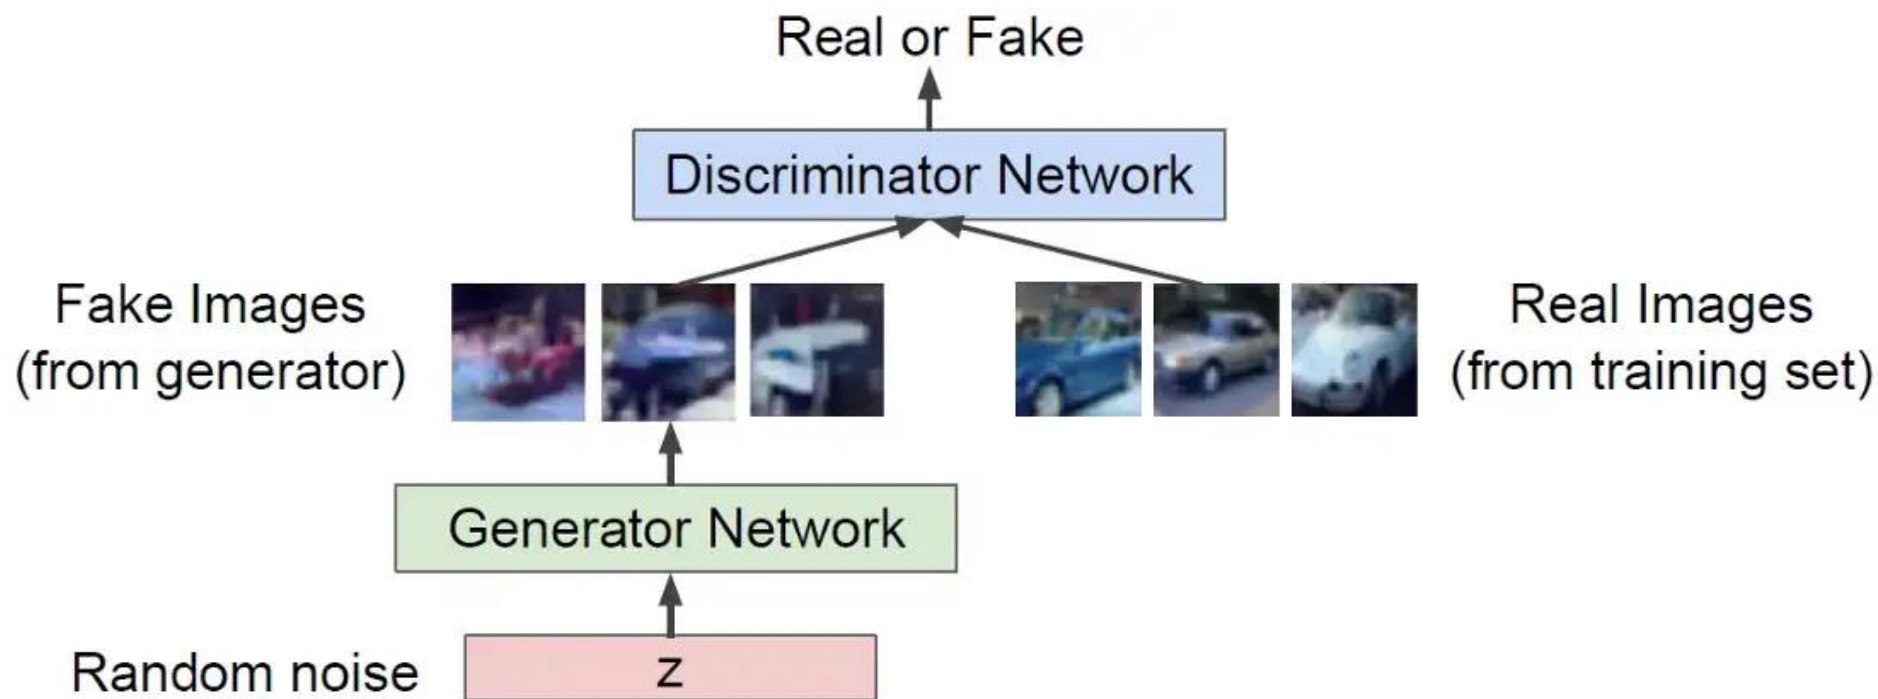 Real or Fake
Discriminator Network
Fake Images
(from generator)
Real Images
(from training set)
Generator Network
Random noise
z